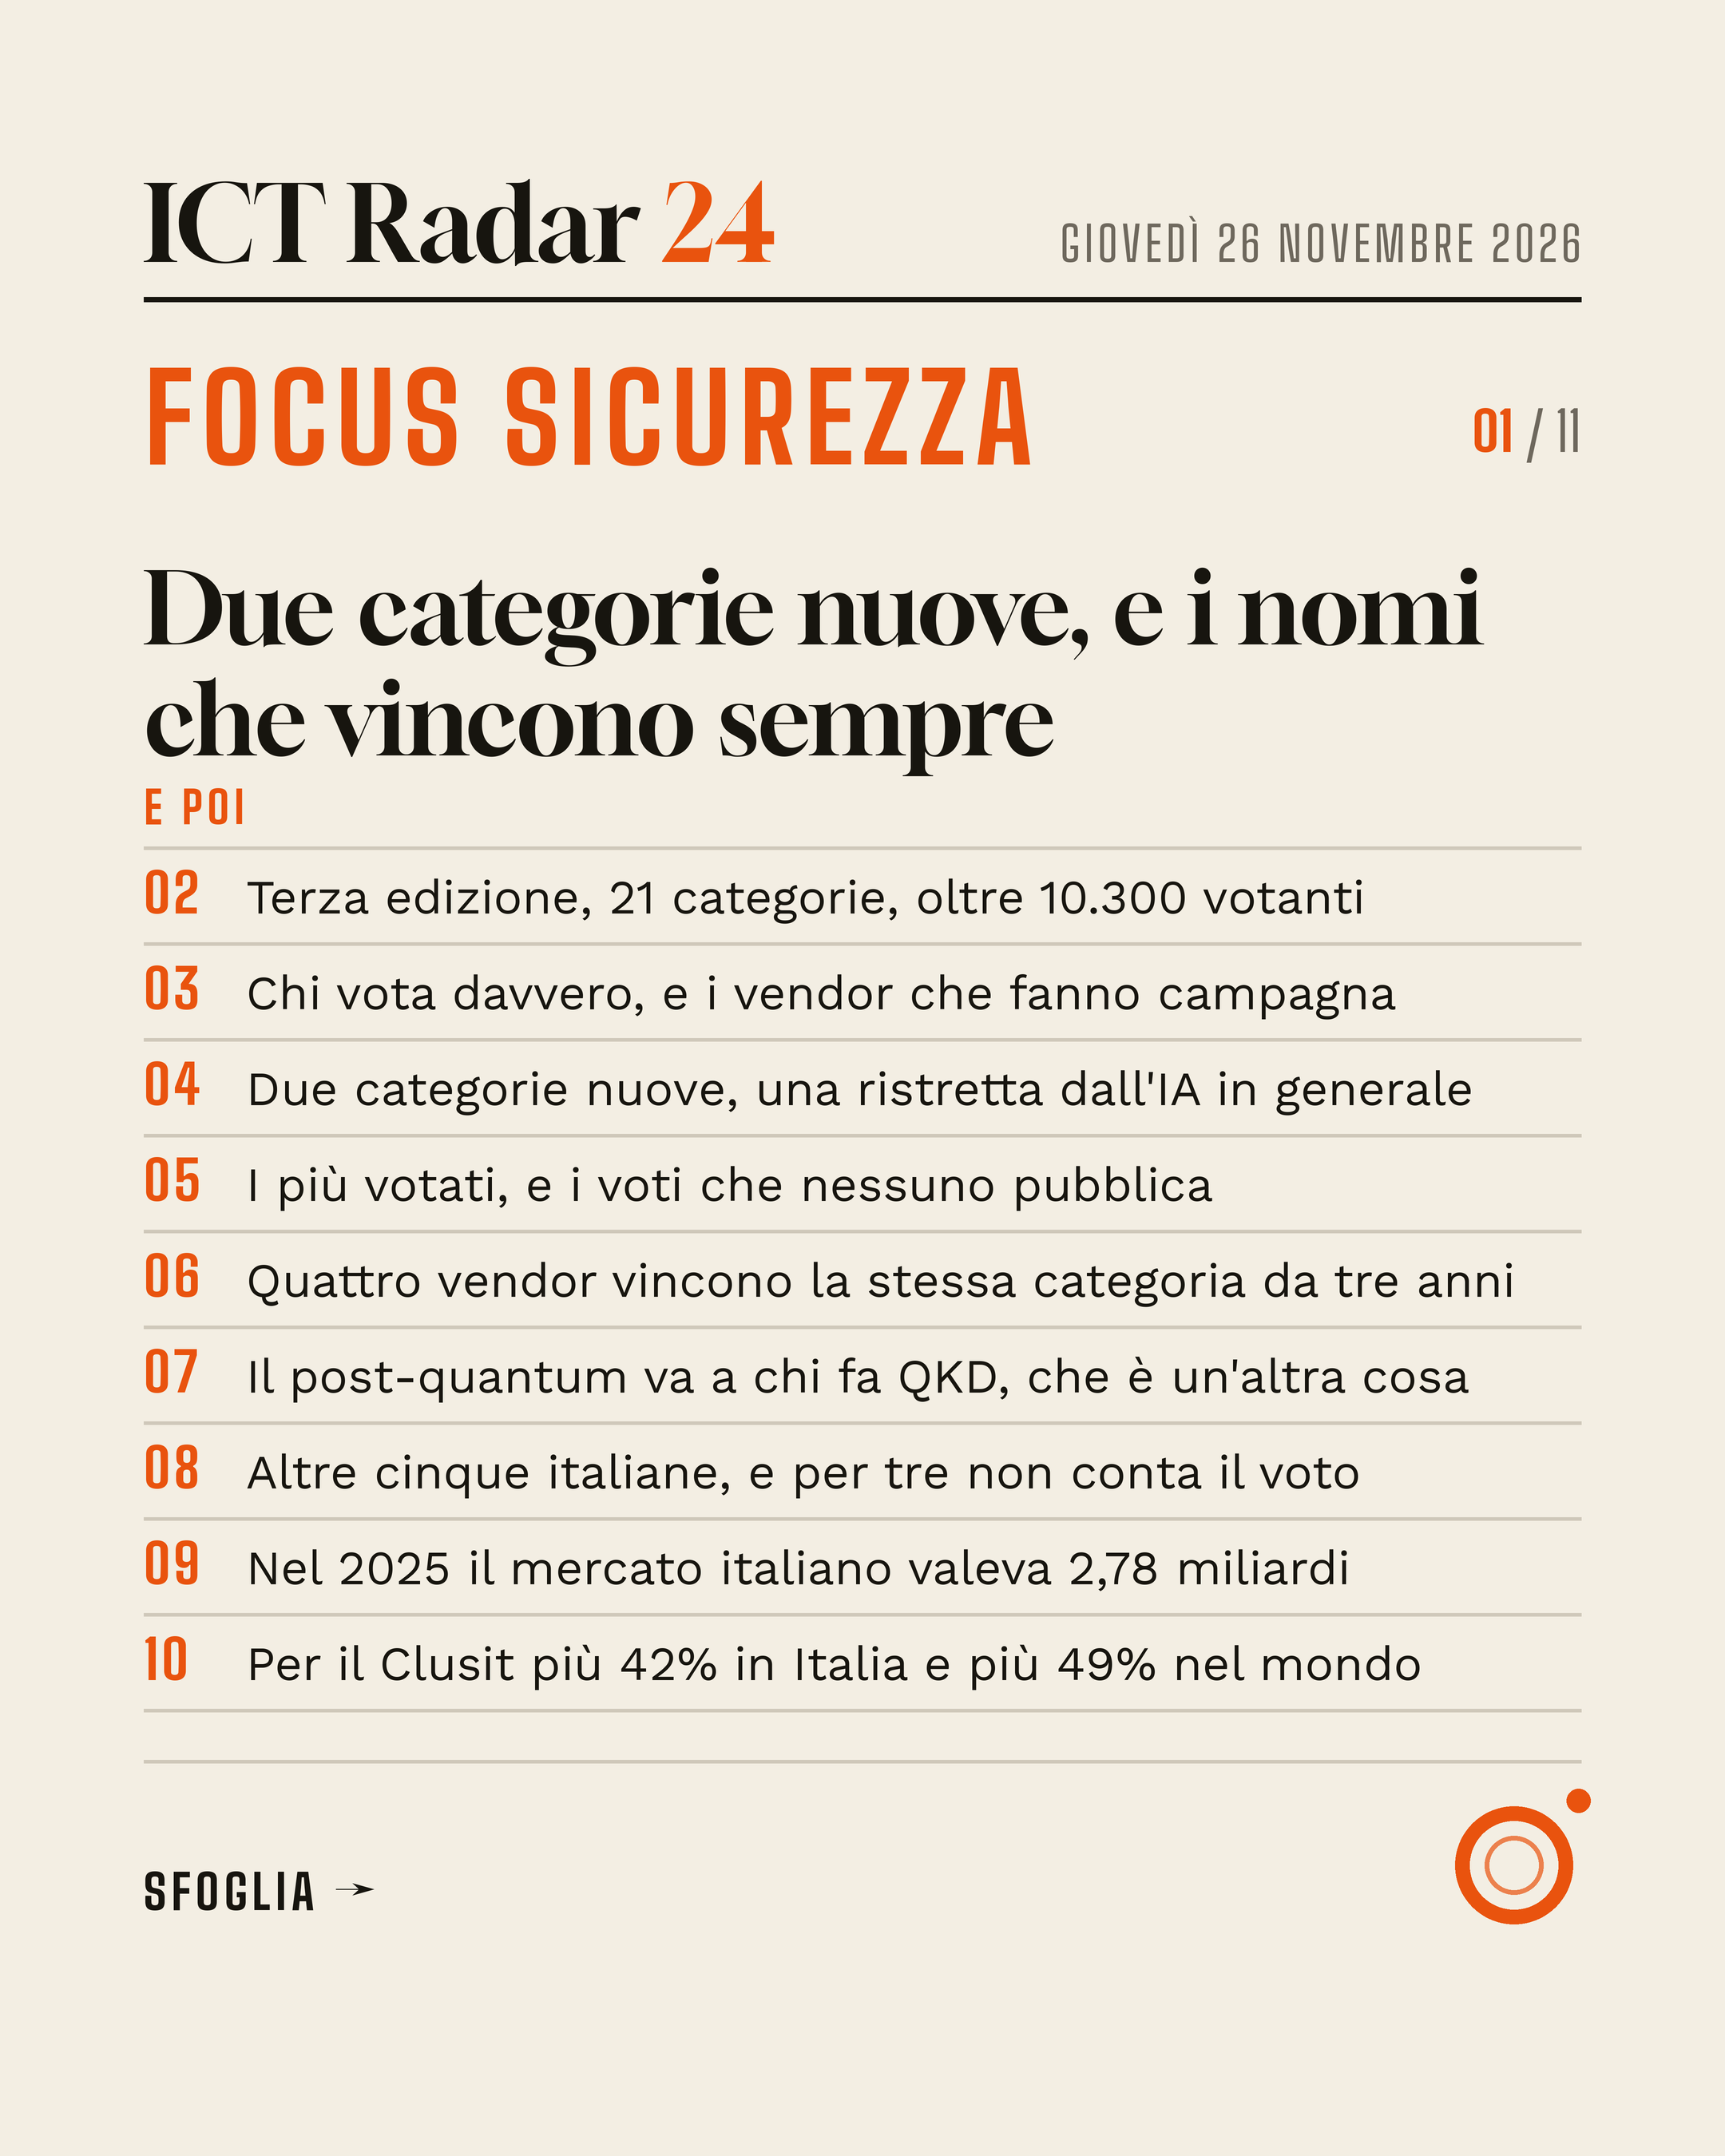 ICT Radar 24
GIOVEDÌ 26 NOVEMBRE 2026
FOCUS SICUREZZA
01 / 11
Due categorie nuove, e i nomi
che vincono sempre
E POI
02 Terza edizione, 21 categorie, oltre 10.300 votanti
03 Chi vota davvero, e i vendor che fanno campagna
04 Due categorie nuove, una ristretta dall'IA in generale
05 I più votati, e i voti che nessuno pubblica
06 Quattro vendor vincono la stessa categoria da tre anni
07 Il post-quantum va a chi fa QKD, che è un'altra cosa
08 Altre cinque italiane, e per tre non conta il voto
09 Nel 2025 il mercato italiano valeva 2,78 miliardi
10 Per il Clusit più 42% in Italia e più 49% nel mondo
SFOGLIA →